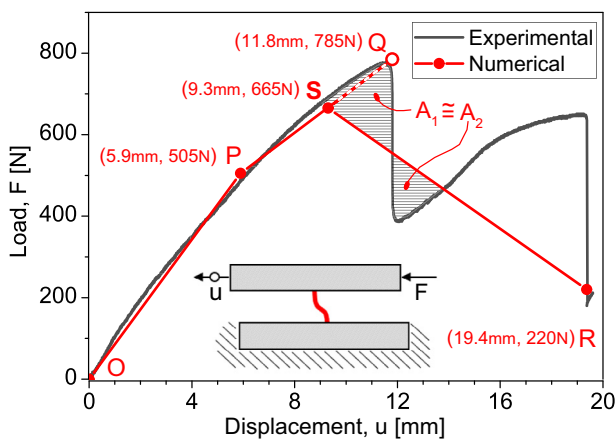 Load, F [N]
800
600
400
200
0
0
4
8
12
16
20
Displacement, u [mm]
Experimental
Numerical
(11.8mm, 785N) Q
(9.3mm, 665N) S
A₁ ≅ A₂
(5.9mm, 505N) P
u
F
(19.4mm, 220N) R
O